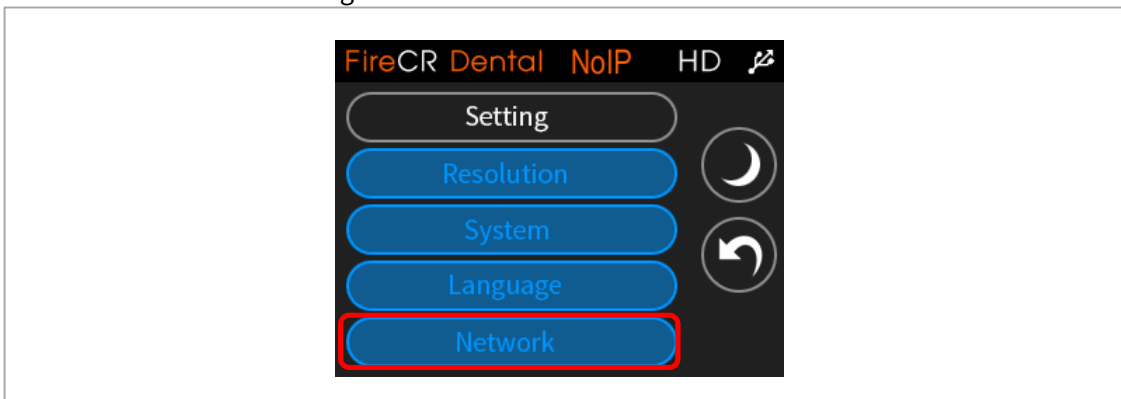 FireCR Dental NoIP HD
Setting
Resolution
System
Language
Network